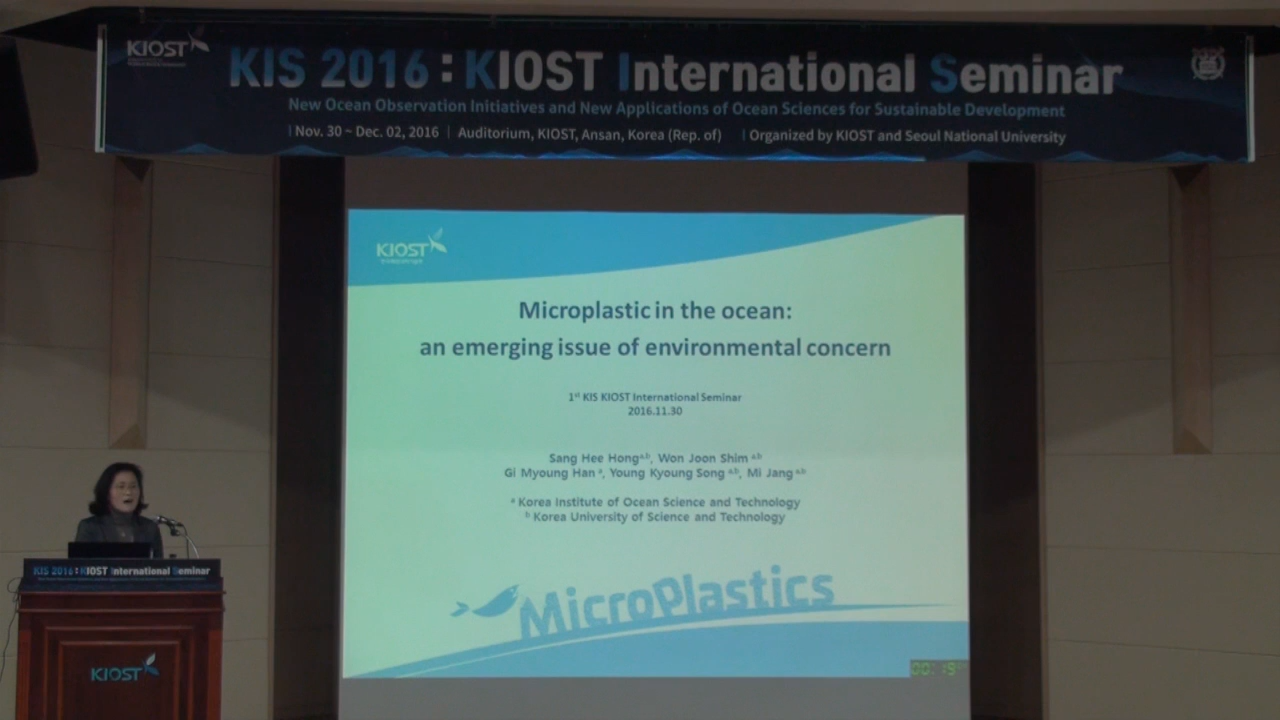 KIOST
KIS 2016 : KIOST International Seminar
New Ocean Observation Initiatives and New Applications of Ocean Sciences for Sustainable Development
Nov. 30 ~ Dec. 02, 2016 | Auditorium, KIOST, Ansan, Korea (Rep. of) | Organized by KIOST and Seoul National University
KIOST
Microplastic in the ocean:
an emerging issue of environmental concern
1st KIS KIOST International Seminar
2016.11.30
Sang Hee Hong a,b, Won Joon Shim a,b
Gi Myoung Han a, Young Kyoung Song a,b, Mi Jang a,b
a Korea Institute of Ocean Science and Technology
b Korea University of Science and Technology
MicroPlastics
KIS 2016 : KIOST International Seminar
KIOST